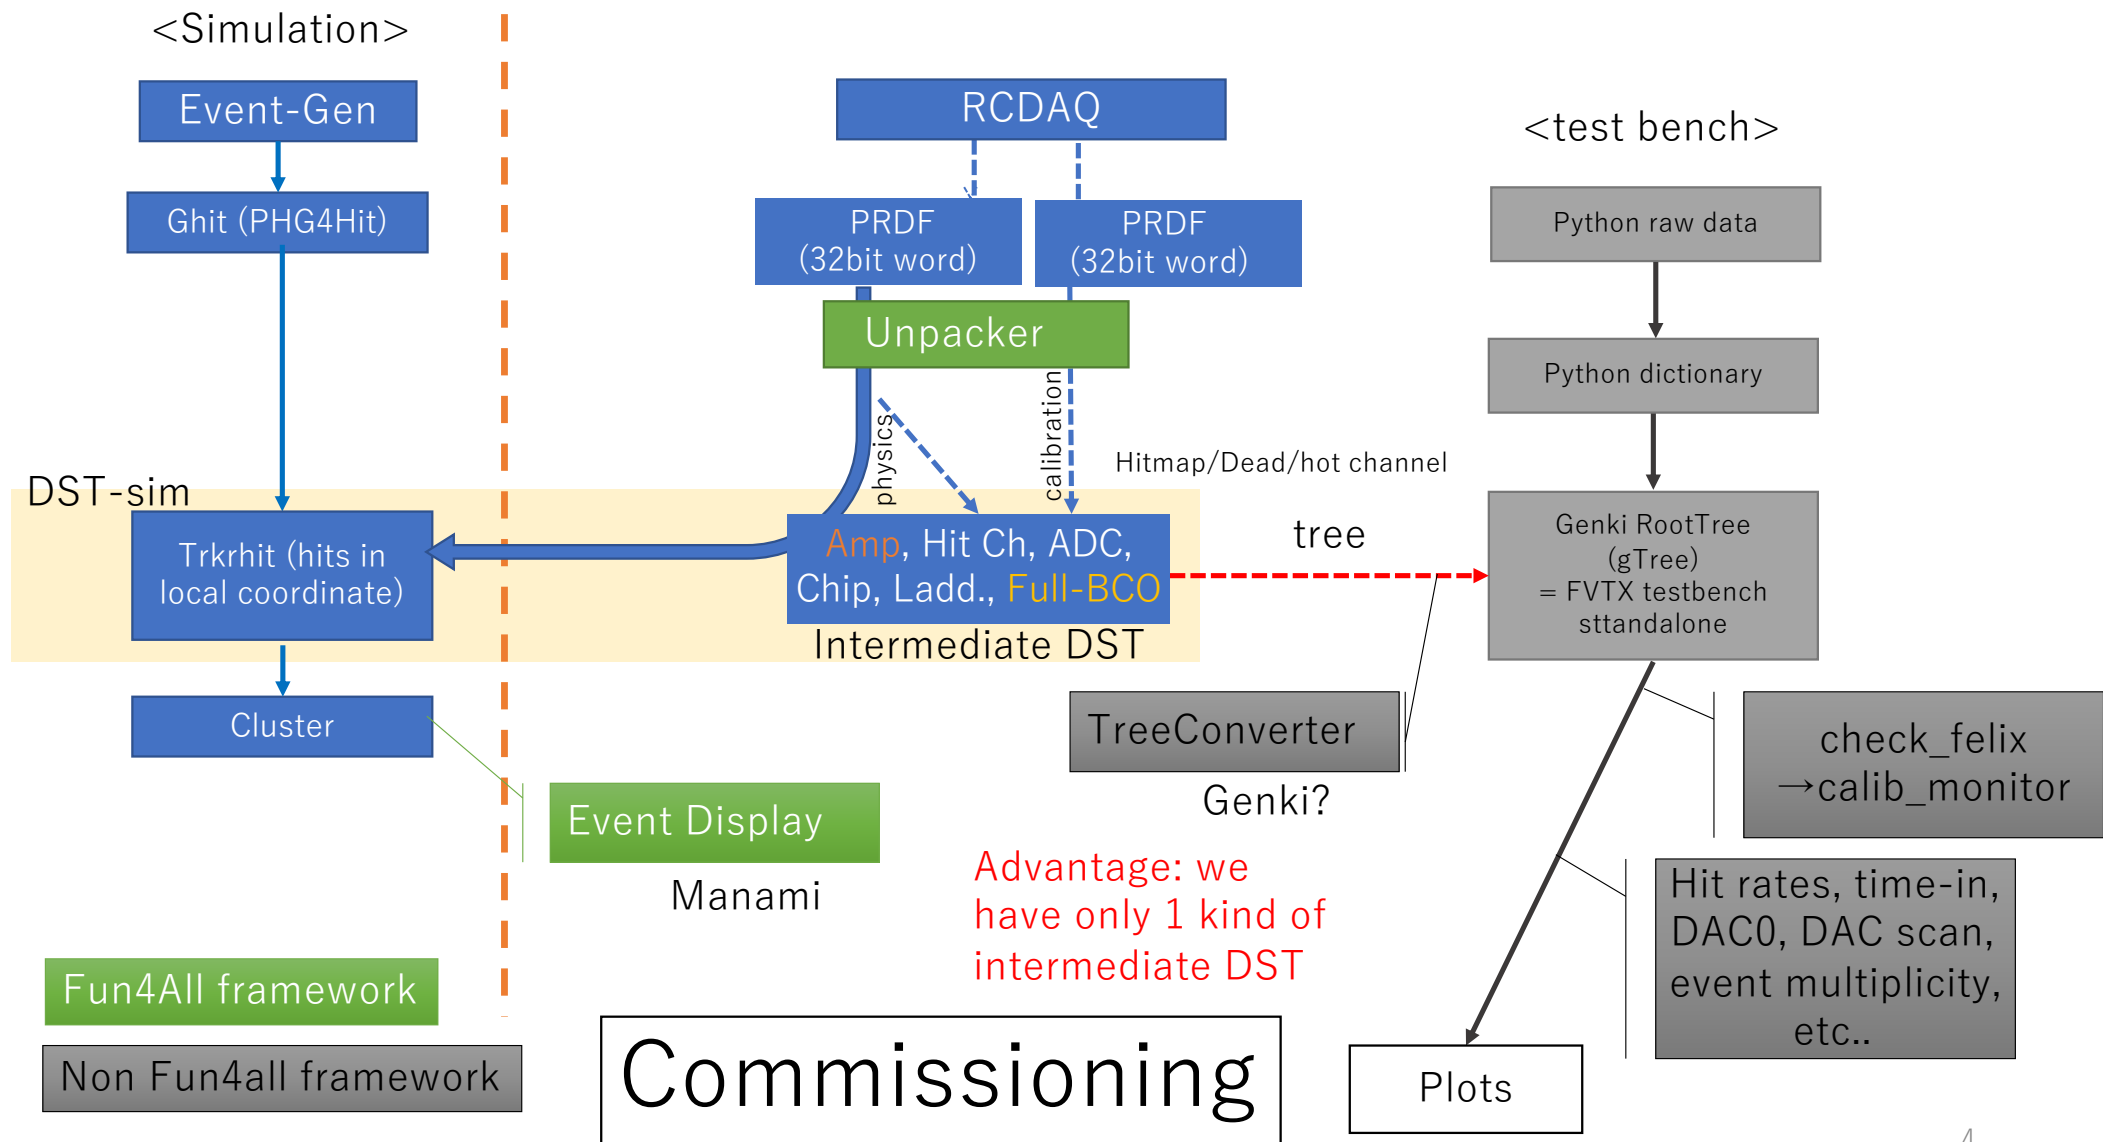 <Simulation>
Event-Gen
Ghit (PHG4Hit)
DST-sim
Trkrhit (hits in
local coordinate)
Cluster
Event Display
Manami
Fun4All framework
Non Fun4all framework
RCDAQ
PRDF
(32bit word)
PRDF
(32bit word)
Unpacker
physics
calibration
Hitmap/Dead/hot channel
Amp, Hit Ch, ADC,
Chip, Ladd., Full-BCO
Intermediate DST
tree
TreeConverter
Genki?
Advantage: we
have only 1 kind of
intermediate DST
Commissioning
<test bench>
Python raw data
Python dictionary
Genki RootTree
(gTree)
= FVTX testbench
sttandalone
check_felix
→calib_monitor
Hit rates, time-in,
DAC0, DAC scan,
event multiplicity,
etc..
Plots
4